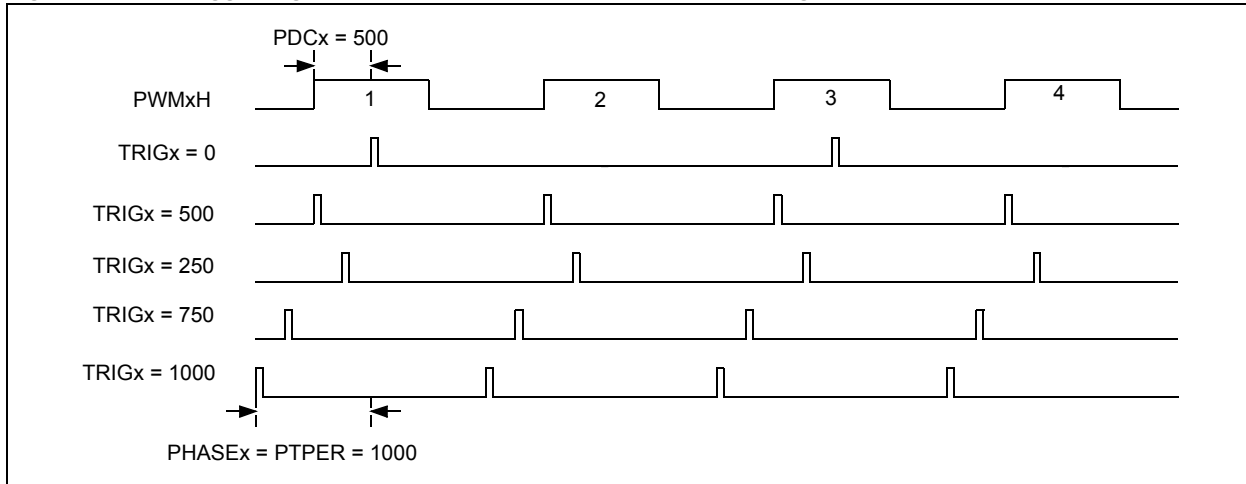 PDCx = 500
PWMxH
1
2
3
4
TRIGx = 0
TRIGx = 500
TRIGx = 250
TRIGx = 750
TRIGx = 1000
PHASEx = PTPER = 1000